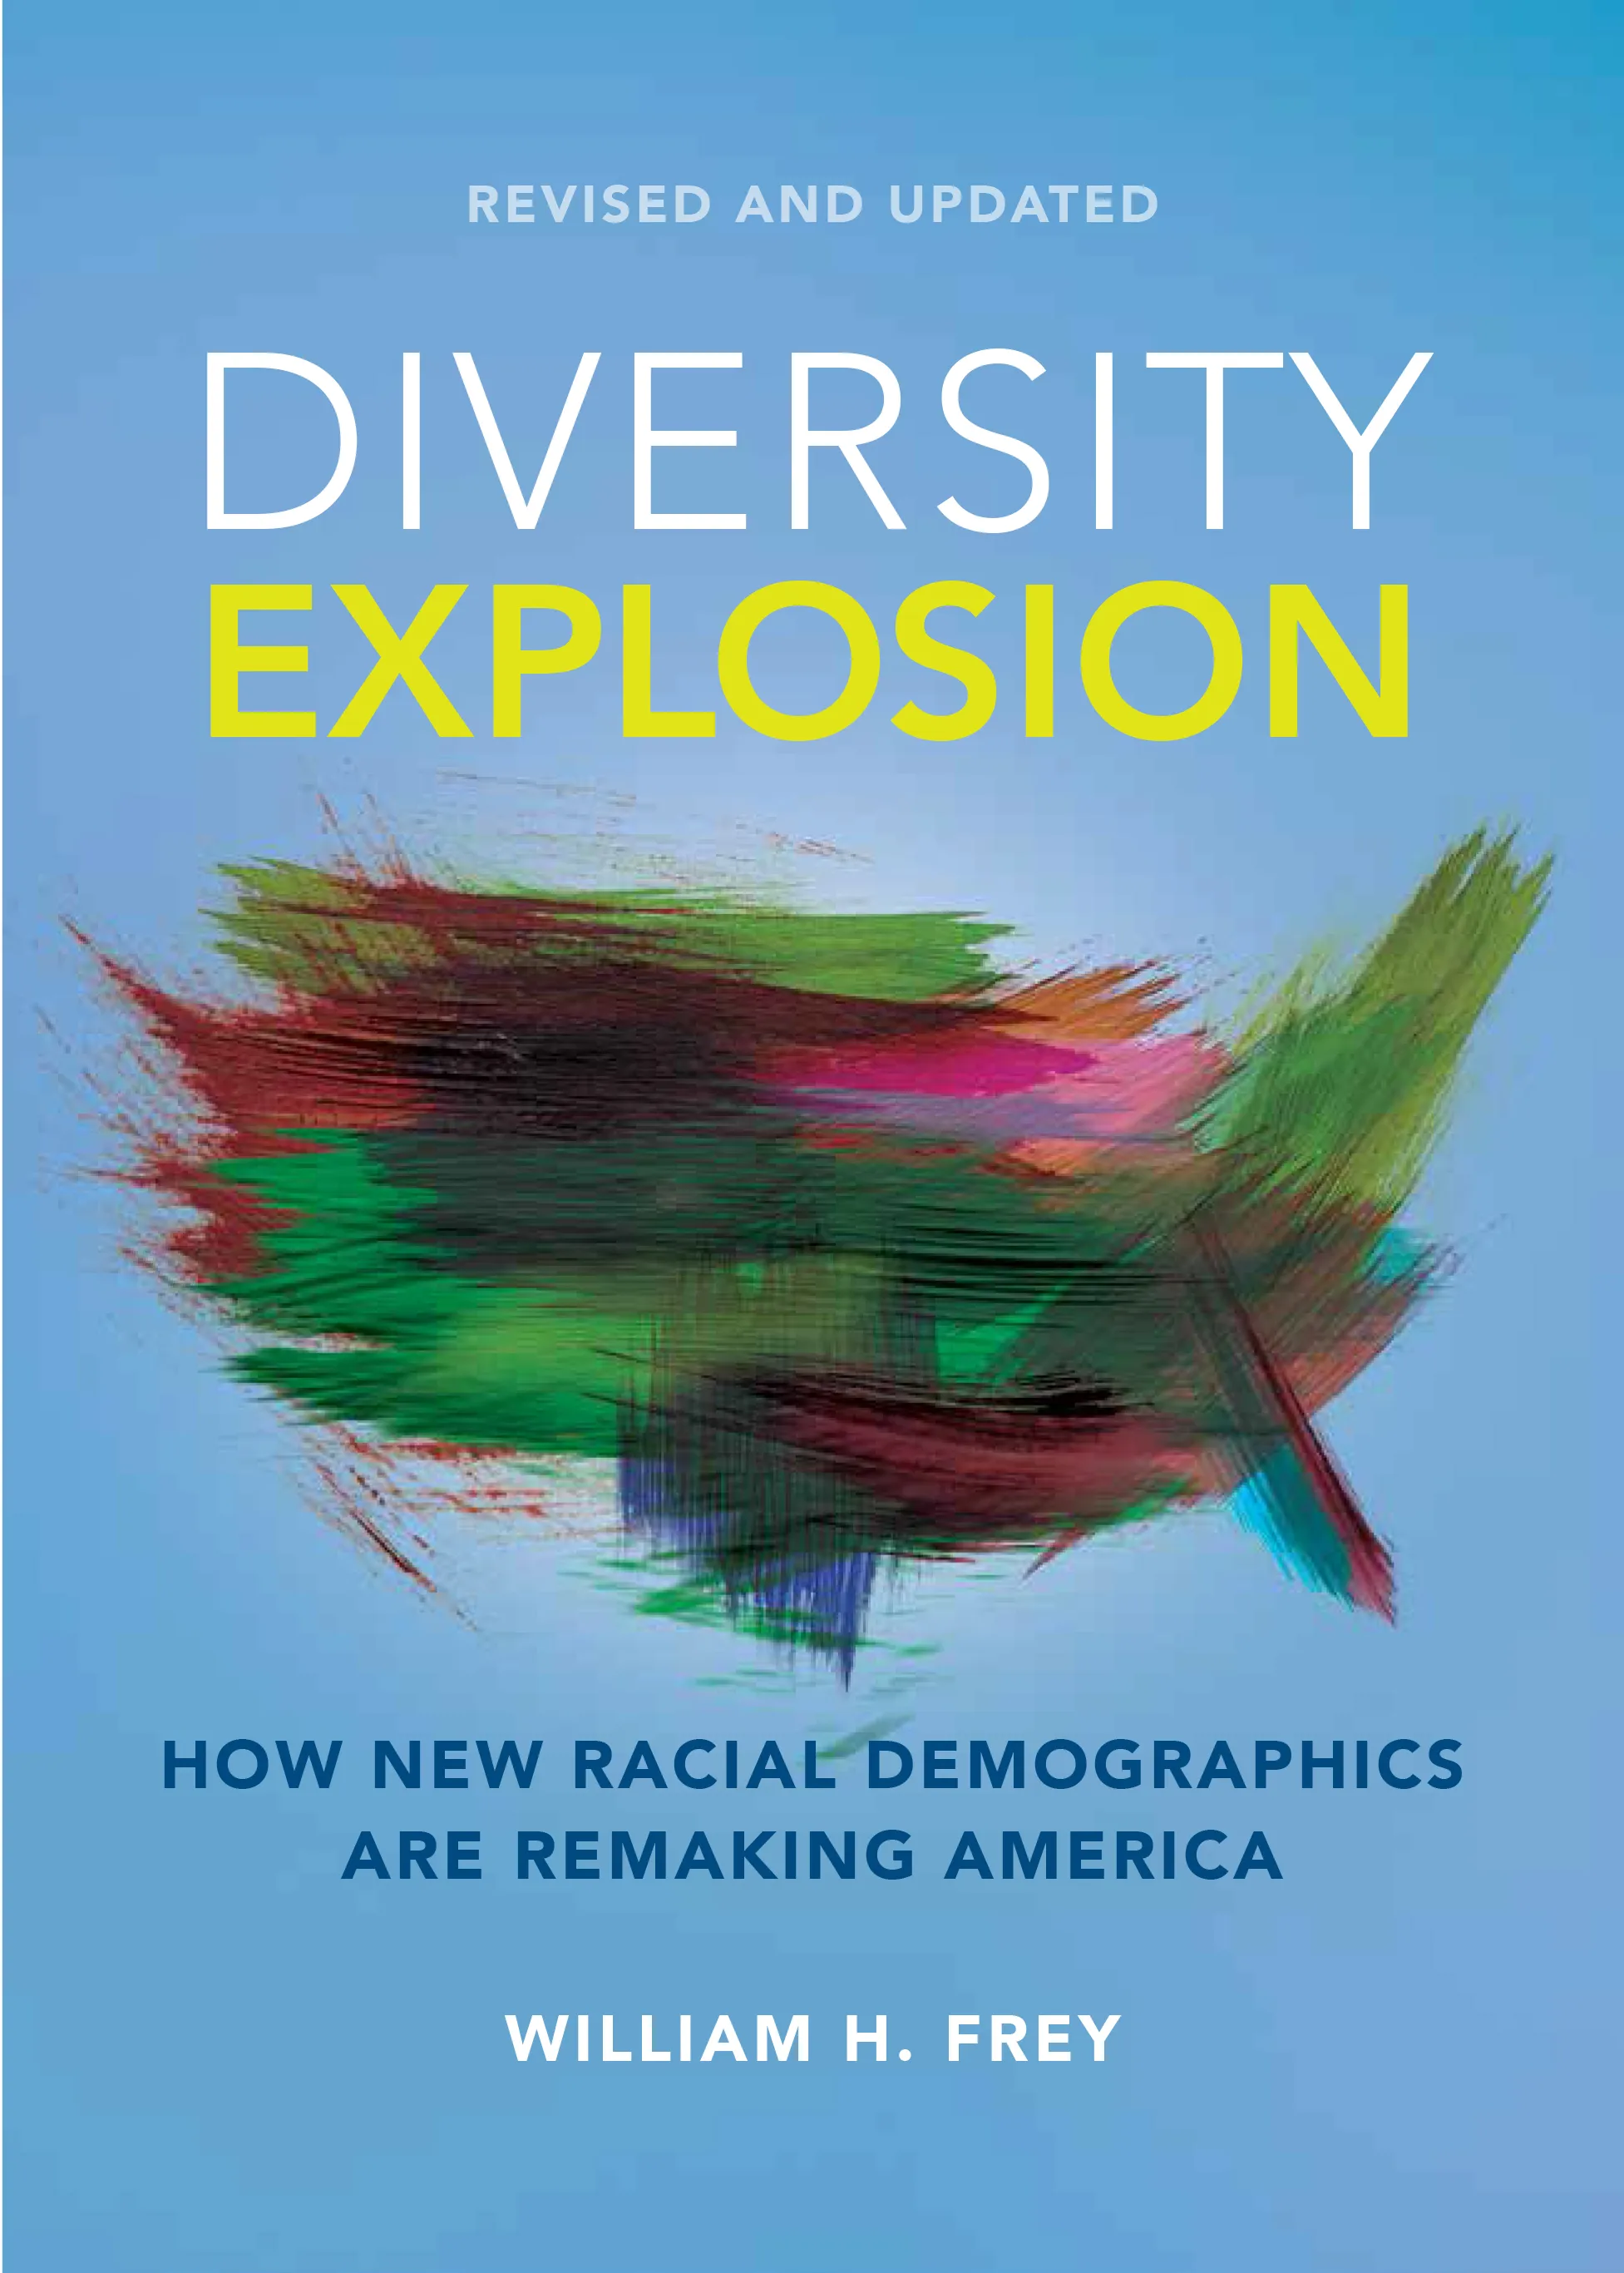 REVISED AND UPDATED
DIVERSITY
EXPLOSION
HOW NEW RACIAL DEMOGRAPHICS
ARE REMAKING AMERICA
WILLIAM H. FREY